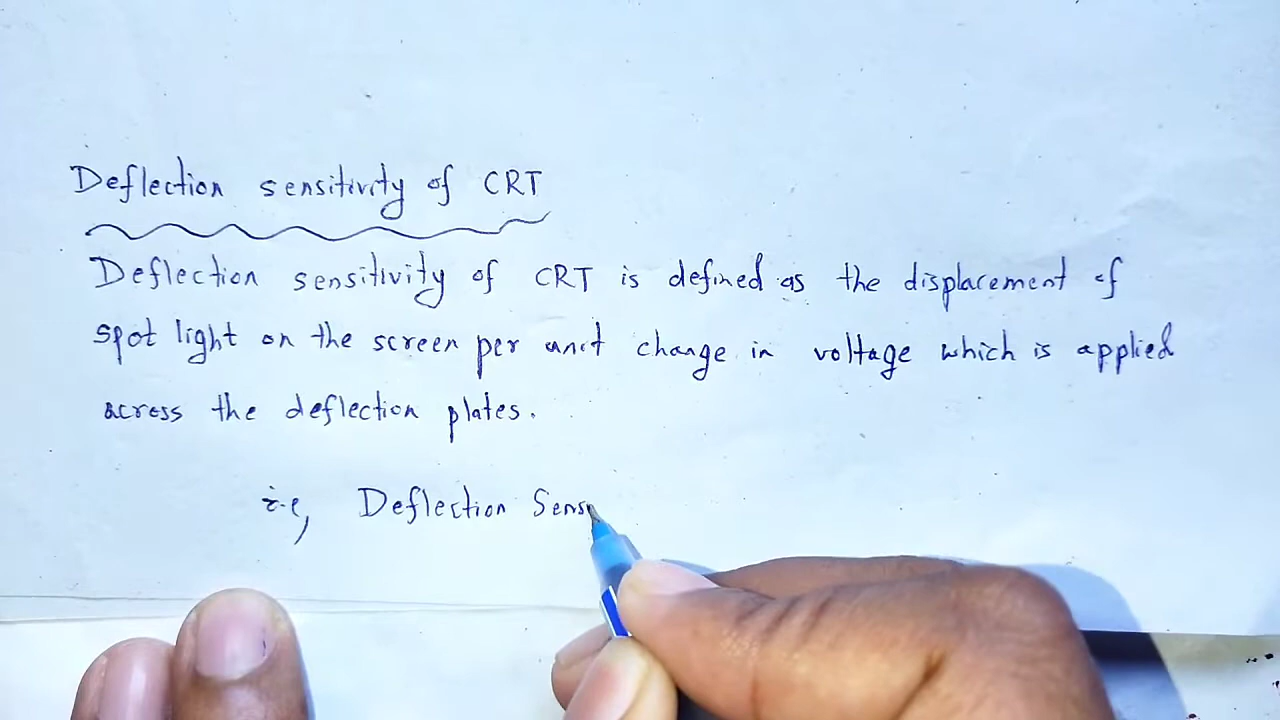 Deflection sensitivity of CRT
Deflection sensitivity of CRT is defined as the displacement of
spot light on the screen per unit change in voltage which is applied
across the deflection plates.
i.e, Deflection Sens